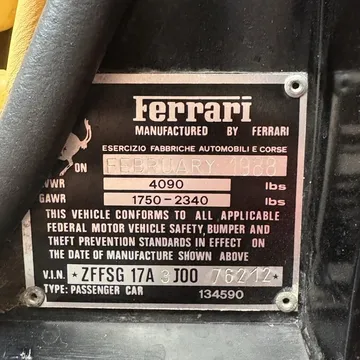 Ferrari
MANUFACTURED BY FERRARI
ESERCIZIO FABBRICHE AUTOMOBILI E CORSE
ON FEBRUARY 1988
VWR 4090 lbs
GAWR 1750-2340 lbs
THIS VEHICLE CONFORMS TO ALL APPLICABLE
FEDERAL MOTOR VEHICLE SAFETY, BUMPER AND
THEFT PREVENTION STANDARDS IN EFFECT ON
THE DATE OF MANUFACTURE SHOWN ABOVE
V.I.N. * ZFFSG 17A 3 J00 76212 *
TYPE: PASSENGER CAR 134590